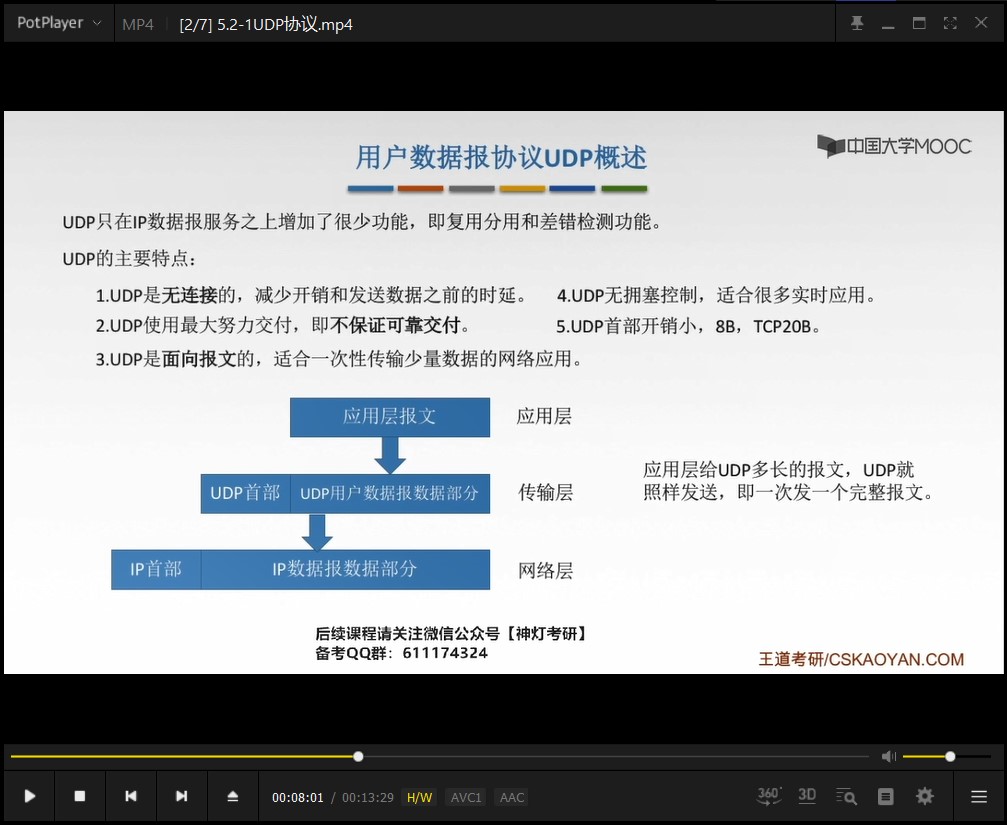 PotPlayer
MP4
[2/7] 5.2-1UDP协议.mp4
中国大学MOOC
用户数据报协议UDP概述
UDP只在IP数据报服务之上增加了很少功能，即复用分用和差错检测功能。
UDP的主要特点：
1.UDP是无连接的，减少开销和发送数据之前的时延。
2.UDP使用最大努力交付，即不保证可靠交付。
3.UDP是面向报文的，适合一次性传输少量数据的网络应用。
4.UDP无拥塞控制，适合很多实时应用。
5.UDP首部开销小，8B，TCP20B。
应用层报文
应用层
UDP首部
UDP用户数据报数据部分
传输层
IP首部
IP数据报数据部分
网络层
应用层给UDP多长的报文，UDP就
照样发送，即一次发一个完整报文。
后续课程请关注微信公众号【神灯考研】
备考QQ群：611174324
王道考研/CSKAOYAN.COM
00:08:01 / 00:13:29
H/W
AVC1
AAC
360°
3D